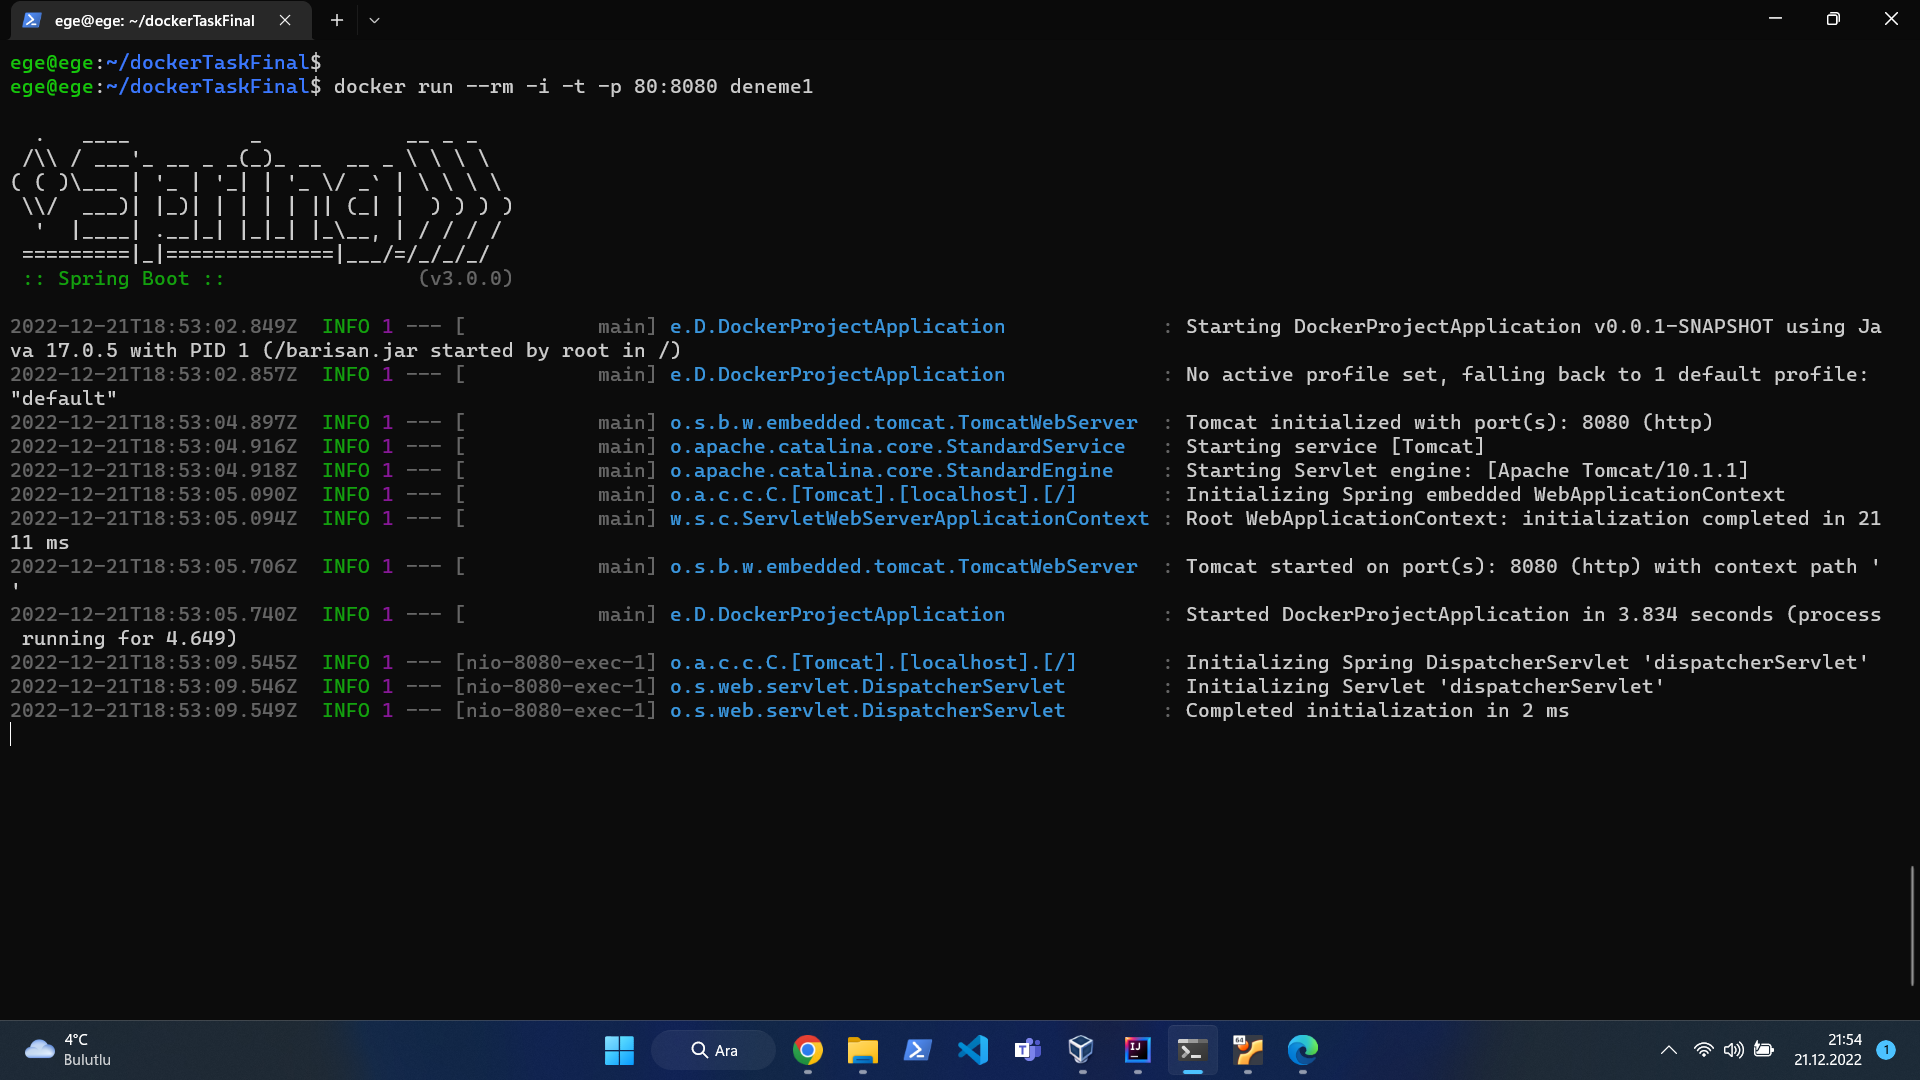 ege@ege: ~/dockerTaskFinal
ege@ege:~/dockerTaskFinal$
ege@ege:~/dockerTaskFinal$ docker run --rm -i -t -p 80:8080 deneme1
  .   ____          _            __ _ _
 /\\ / ___'_ __ _ _(_)_ __  __ _ \ \ \ \
( ( )\___ | '_ | '_| | '_ \/ _` | \ \ \ \
 \\/  ___)| |_)| | | | | || (_| |  ) ) ) )
  '  |____| .__|_| |_|_| |_\__, | / / / /
 =========|_|==============|___/=/_/_/_/
 :: Spring Boot ::                (v3.0.0)
2022-12-21T18:53:02.849Z  INFO 1 --- [           main] e.D.DockerProjectApplication             : Starting DockerProjectApplication v0.0.1-SNAPSHOT using Ja
va 17.0.5 with PID 1 (/barisan.jar started by root in /)
2022-12-21T18:53:02.857Z  INFO 1 --- [           main] e.D.DockerProjectApplication             : No active profile set, falling back to 1 default profile:
"default"
2022-12-21T18:53:04.897Z  INFO 1 --- [           main] o.s.b.w.embedded.tomcat.TomcatWebServer  : Tomcat initialized with port(s): 8080 (http)
2022-12-21T18:53:04.916Z  INFO 1 --- [           main] o.apache.catalina.core.StandardService   : Starting service [Tomcat]
2022-12-21T18:53:04.918Z  INFO 1 --- [           main] o.apache.catalina.core.StandardEngine    : Starting Servlet engine: [Apache Tomcat/10.1.1]
2022-12-21T18:53:05.090Z  INFO 1 --- [           main] o.a.c.c.C.[Tomcat].[localhost].[/]       : Initializing Spring embedded WebApplicationContext
2022-12-21T18:53:05.094Z  INFO 1 --- [           main] w.s.c.ServletWebServerApplicationContext : Root WebApplicationContext: initialization completed in 21
11 ms
2022-12-21T18:53:05.706Z  INFO 1 --- [           main] o.s.b.w.embedded.tomcat.TomcatWebServer  : Tomcat started on port(s): 8080 (http) with context path '
'
2022-12-21T18:53:05.740Z  INFO 1 --- [           main] e.D.DockerProjectApplication             : Started DockerProjectApplication in 3.834 seconds (process
 running for 4.649)
2022-12-21T18:53:09.545Z  INFO 1 --- [nio-8080-exec-1] o.a.c.c.C.[Tomcat].[localhost].[/]       : Initializing Spring DispatcherServlet 'dispatcherServlet'
2022-12-21T18:53:09.546Z  INFO 1 --- [nio-8080-exec-1] o.s.web.servlet.DispatcherServlet        : Initializing Servlet 'dispatcherServlet'
2022-12-21T18:53:09.549Z  INFO 1 --- [nio-8080-exec-1] o.s.web.servlet.DispatcherServlet        : Completed initialization in 2 ms
4°C
Bulutlu
Ara
64
IJ
21:54
21.12.2022
1